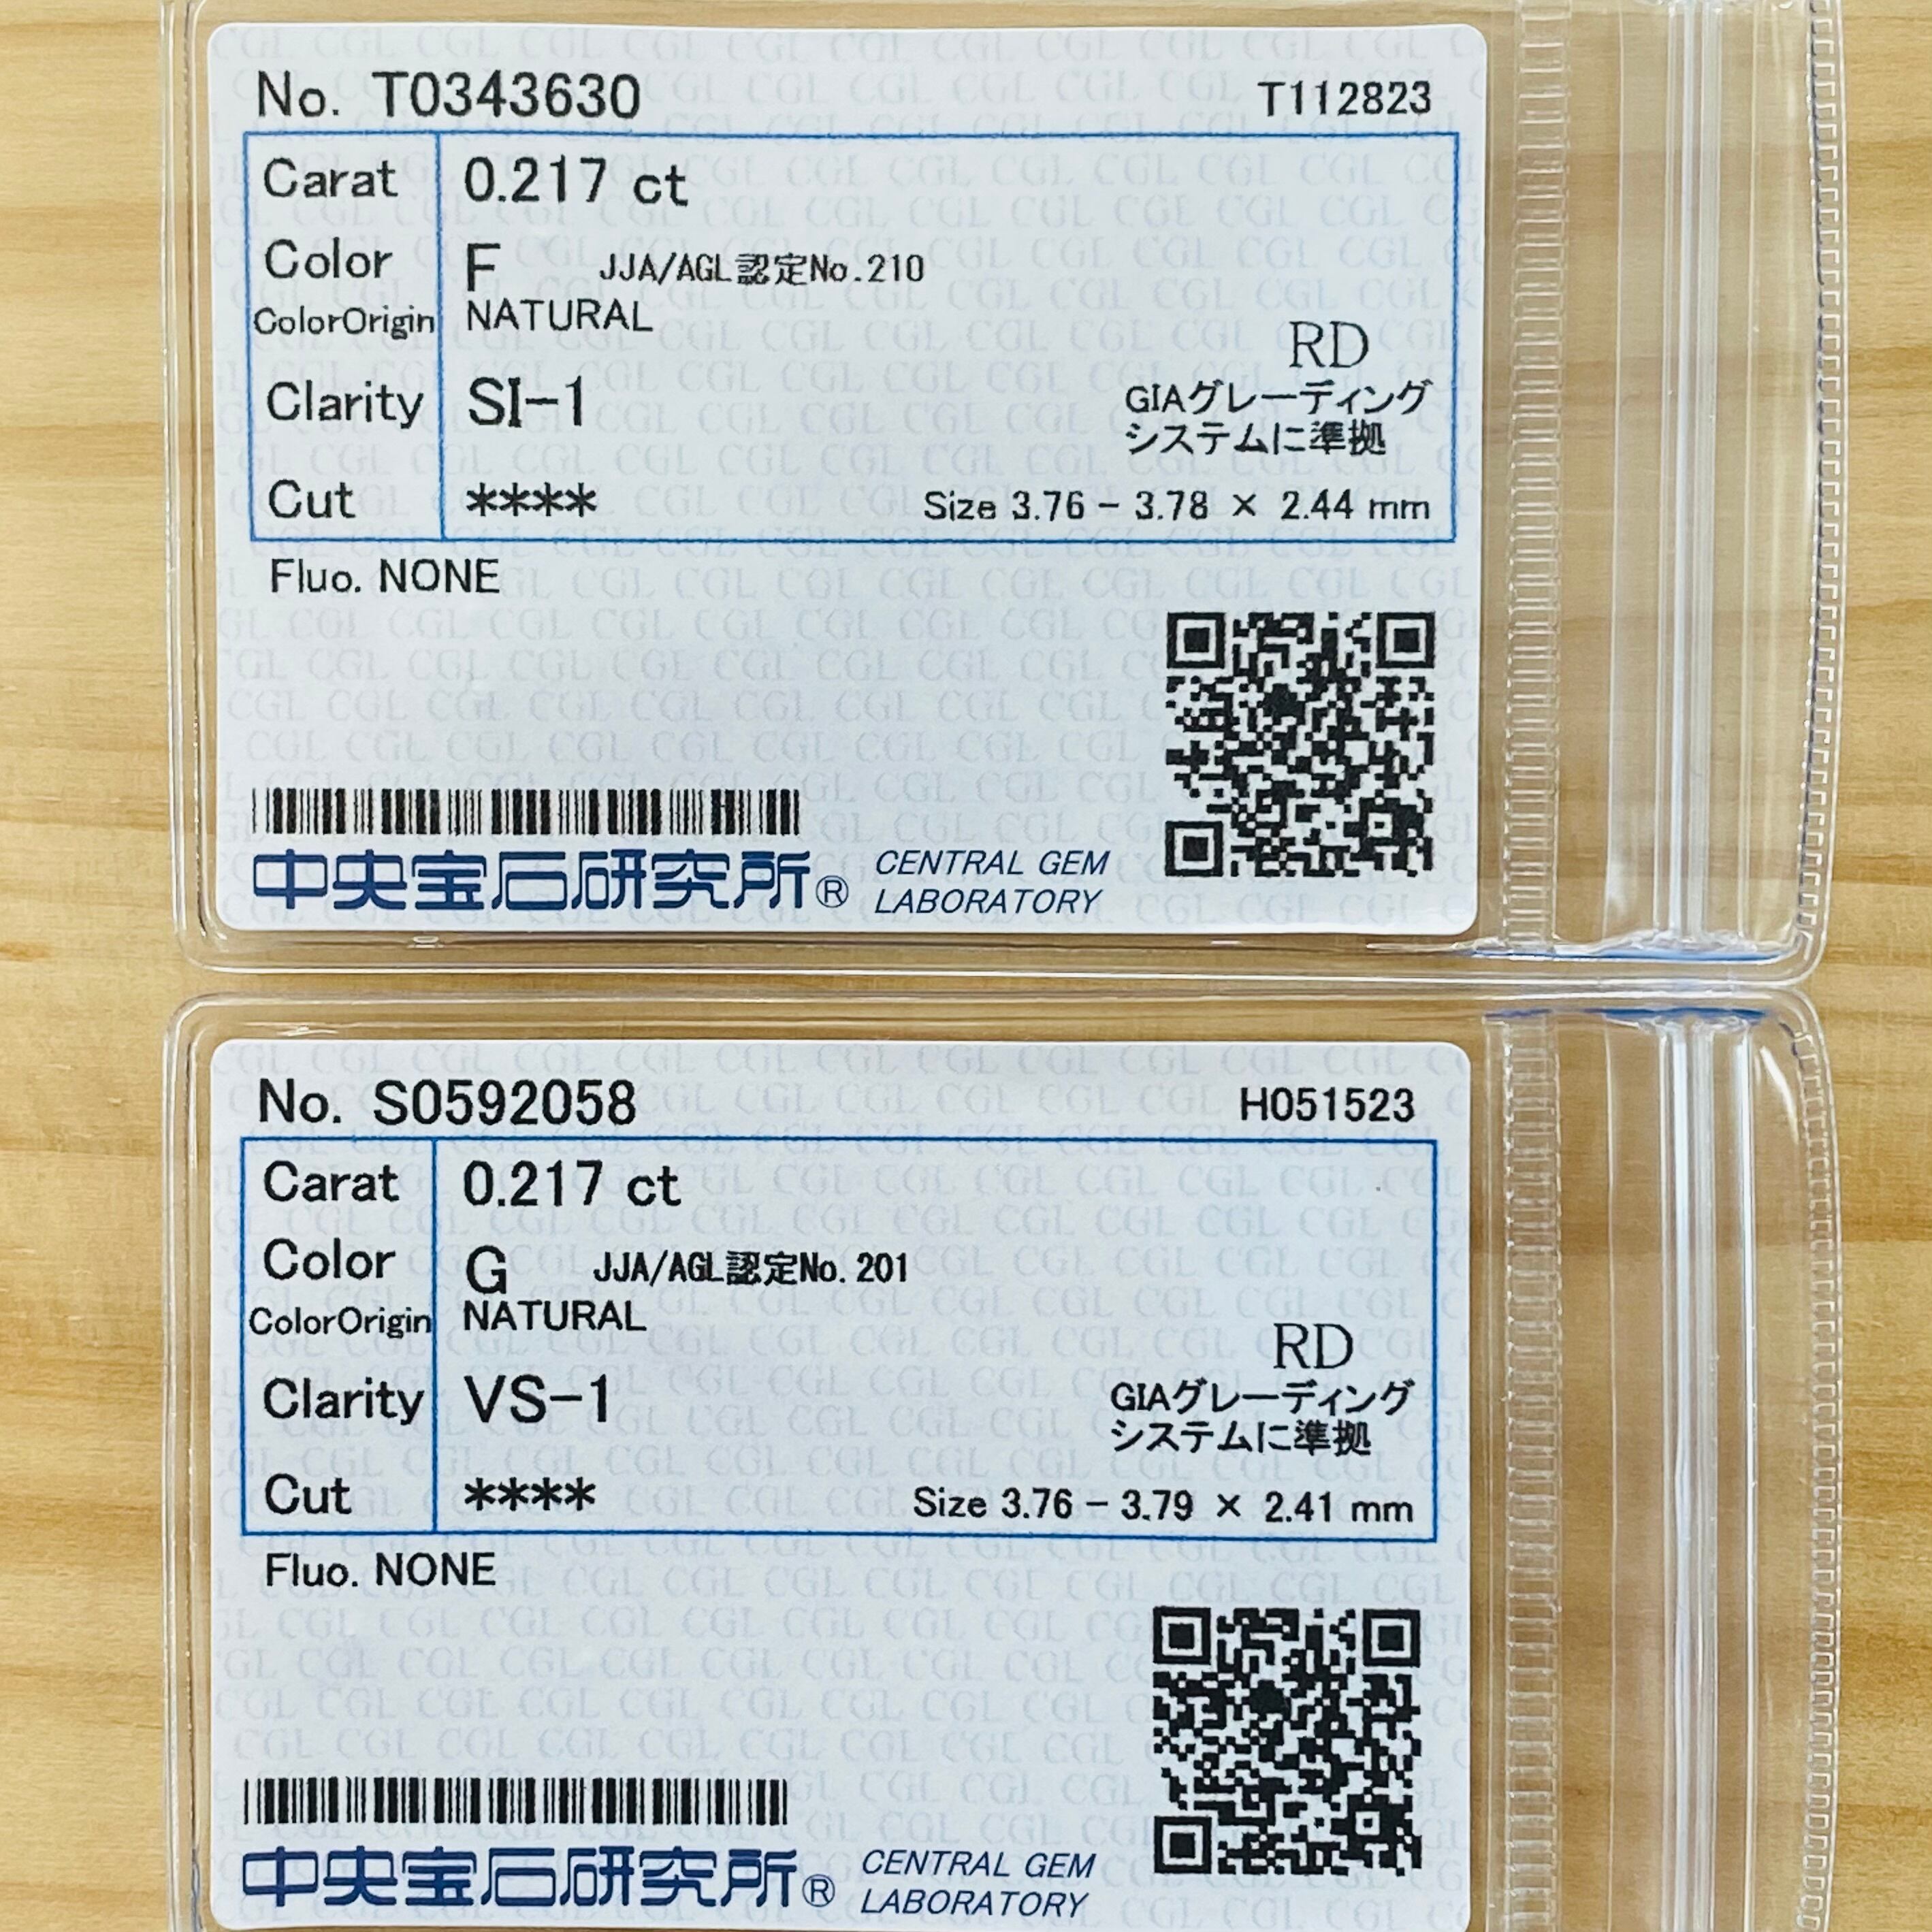 No. T0343630 T112823
Carat 0.217 ct
Color F JJA/AGL認定No.210
ColorOrigin NATURAL
RD
Clarity SI-1 GIAグレーディング
システムに準拠
Cut **** Size 3.76 - 3.78 × 2.44 mm
Fluo. NONE
中央宝石研究所® CENTRAL GEM
LABORATORY
No. S0592058 H051523
Carat 0.217 ct
Color G JJA/AGL認定No.201
ColorOrigin NATURAL
RD
Clarity VS-1 GIAグレーディング
システムに準拠
Cut **** Size 3.76 - 3.79 × 2.41 mm
Fluo. NONE
中央宝石研究所® CENTRAL GEM
LABORATORY